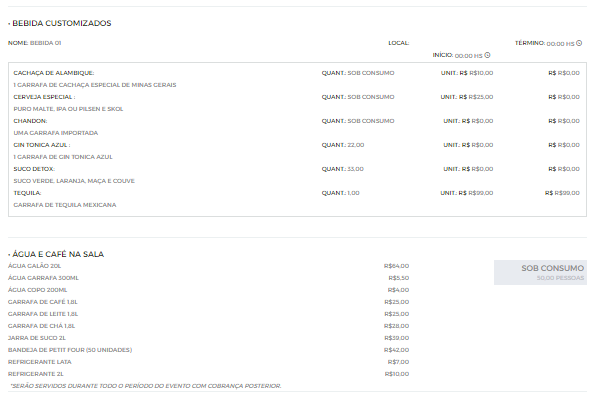 • BEBIDA CUSTOMIZADOS
NOME: BEBIDA 01 LOCAL: TÉRMINO: 00:00 HS
INÍCIO: 00:00 HS
CACHAÇA DE ALAMBIQUE: QUANT.: SOB CONSUMO UNIT.: R$ R$10,00 R$ R$0,00
1 GARRAFA DE CACHAÇA ESPECIAL DE MINAS GERAIS
CERVEJA ESPECIAL : QUANT.: SOB CONSUMO UNIT.: R$ R$25,00 R$ R$0,00
PURO MALTE, IPA OU PILSEN E SKOL
CHANDON: QUANT.: SOB CONSUMO UNIT.: R$ R$0,00 R$ R$0,00
UMA GARRAFA IMPORTADA
GIN TONICA AZUL : QUANT.: 22,00 UNIT.: R$ R$0,00 R$ R$0,00
1 GARRAFA DE GIN TONICA AZUL
SUCO DETOX: QUANT.: 33,00 UNIT.: R$ R$0,00 R$ R$0,00
SUCO VERDE, LARANJA, MAÇA E COUVE
TEQUILA: QUANT.: 1,00 UNIT.: R$ R$99,00 R$ R$99,00
GARRAFA DE TEQUILA MEXICANA
• ÁGUA E CAFÉ NA SALA
ÁGUA GALÃO 20L R$64,00 SOB CONSUMO
ÁGUA GARRAFA 300ML R$5,50 30,00 PESSOAS
ÁGUA COPO 200ML R$4,00
GARRAFA DE CAFÉ 1,8L R$25,00
GARRAFA DE LEITE 1,8L R$25,00
GARRAFA DE CHÁ 1,8L R$28,00
JARRA DE SUCO 2L R$39,00
BANDEJA DE PETIT FOUR (50 UNIDADES) R$42,00
REFRIGERANTE LATA R$7,00
REFRIGERANTE 2L R$10,00
*SERÃO SERVIDOS DURANTE TODO O PERÍODO DO EVENTO COM COBRANÇA POSTERIOR.